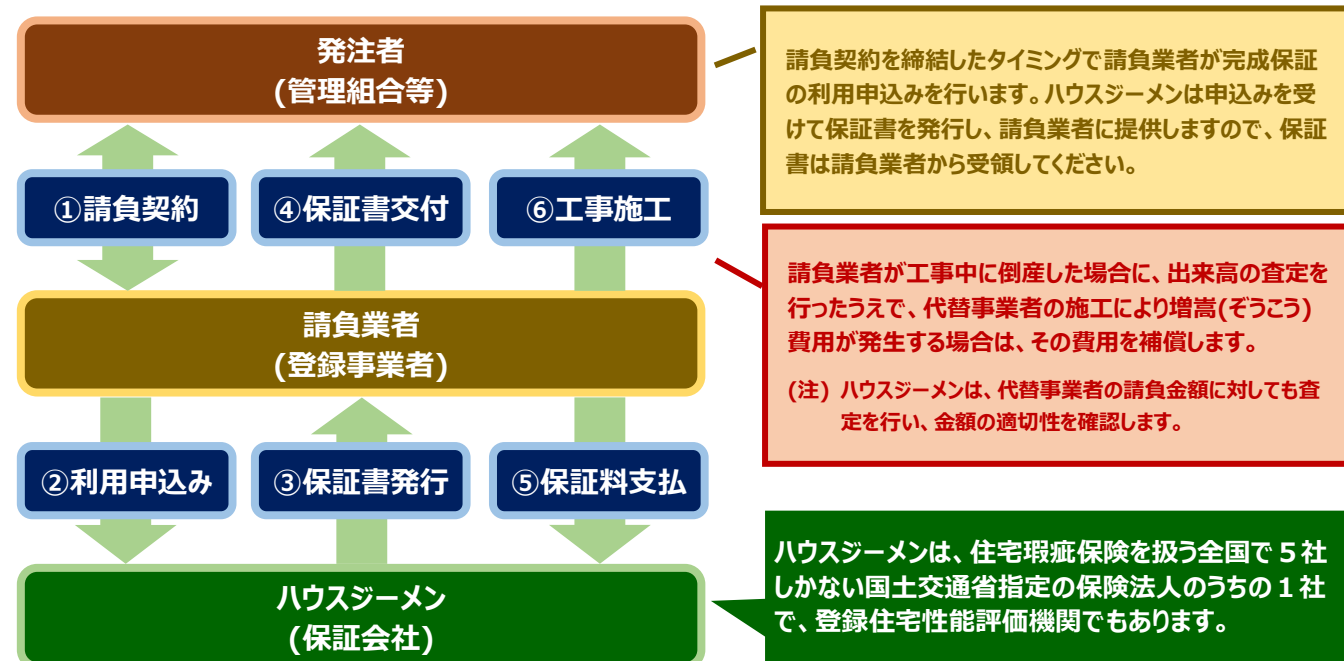 発注者
(管理組合等)
請負契約を締結したタイミングで請負業者が完成保証
の利用申込みを行います。ハウスジーメンは申込みを受
けて保証書を発行し、請負業者に提供しますので、保証
書は請負業者から受領してください。
①請負契約
④保証書交付
⑥工事施工
請負業者が工事中に倒産した場合に、出来高の査定を
行ったうえで、代替事業者の施工により増嵩(ぞうこう)
費用が発生する場合は、その費用を補償します。
(注) ハウスジーメンは、代替事業者の請負金額に対しても査
定を行い、金額の適切性を確認します。
請負業者
(登録事業者)
②利用申込み
③保証書発行
⑤保証料支払
ハウスジーメンは、住宅瑕疵保険を扱う全国で5社
しかない国土交通省指定の保険法人のうちの1社
で、登録住宅性能評価機関でもあります。
ハウスジーメン
(保証会社)